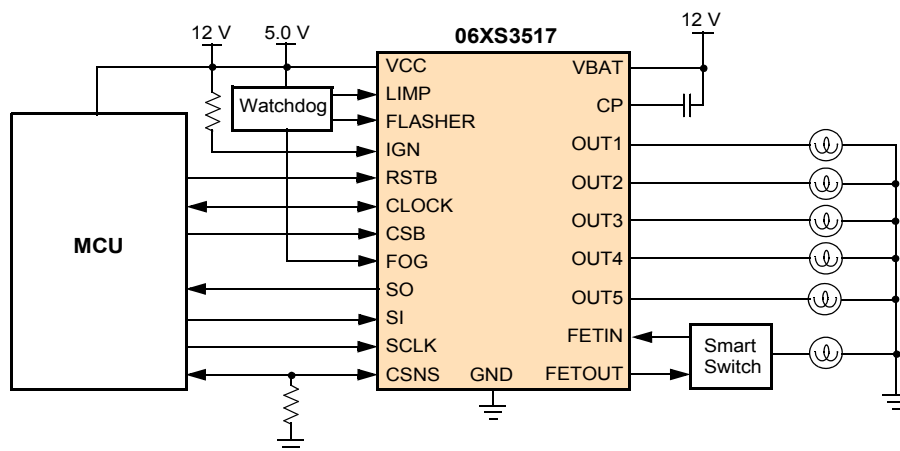 12 V
5.0 V
06XS3517
12 V
MCU
Watchdog
VCC
LIMP
FLASHER
IGN
RSTB
CLOCK
CSB
FOG
SO
SI
SCLK
CSNS
GND
VBAT
CP
OUT1
OUT2
OUT3
OUT4
OUT5
FETIN
FETOUT
Smart
Switch